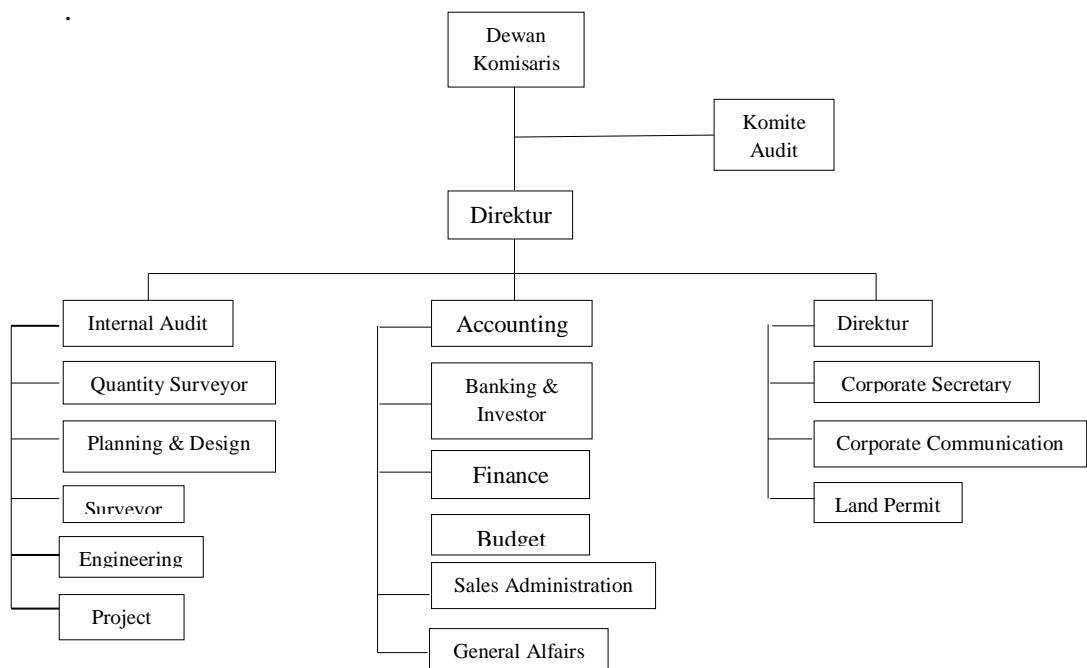 .
Dewan
Komisaris
Komite
Audit
Direktur
Internal Audit
Quantity Surveyor
Planning & Design
Surveyor
Engineering
Project
Accounting
Banking &
Investor
Finance
Budget
Sales Administration
General Alfairs
Direktur
Corporate Secretary
Corporate Communication
Land Permit